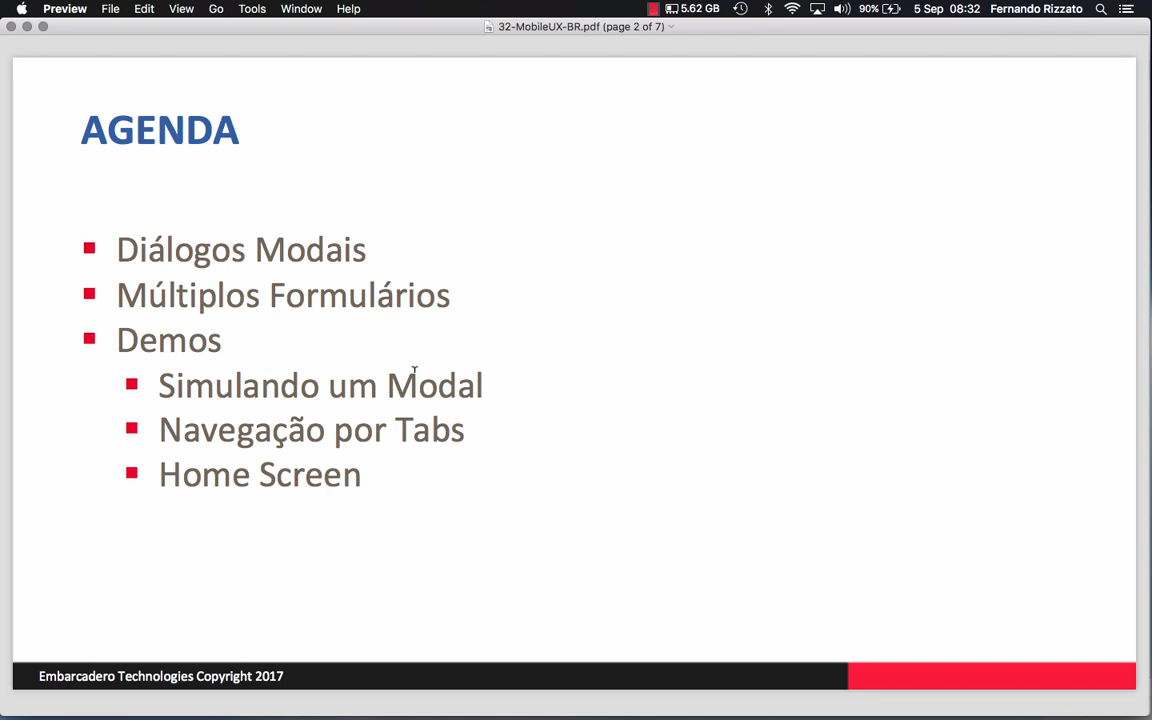 Preview File Edit View Go Tools Window Help 5.62 GB 90% 5 Sep 08:32 Fernando Rizzato
32-MobileUX-BR.pdf (page 2 of 7)
AGENDA
Diálogos Modais
Múltiplos Formulários
Demos
Simulando um Modal
Navegação por Tabs
Home Screen
Embarcadero Technologies Copyright 2017